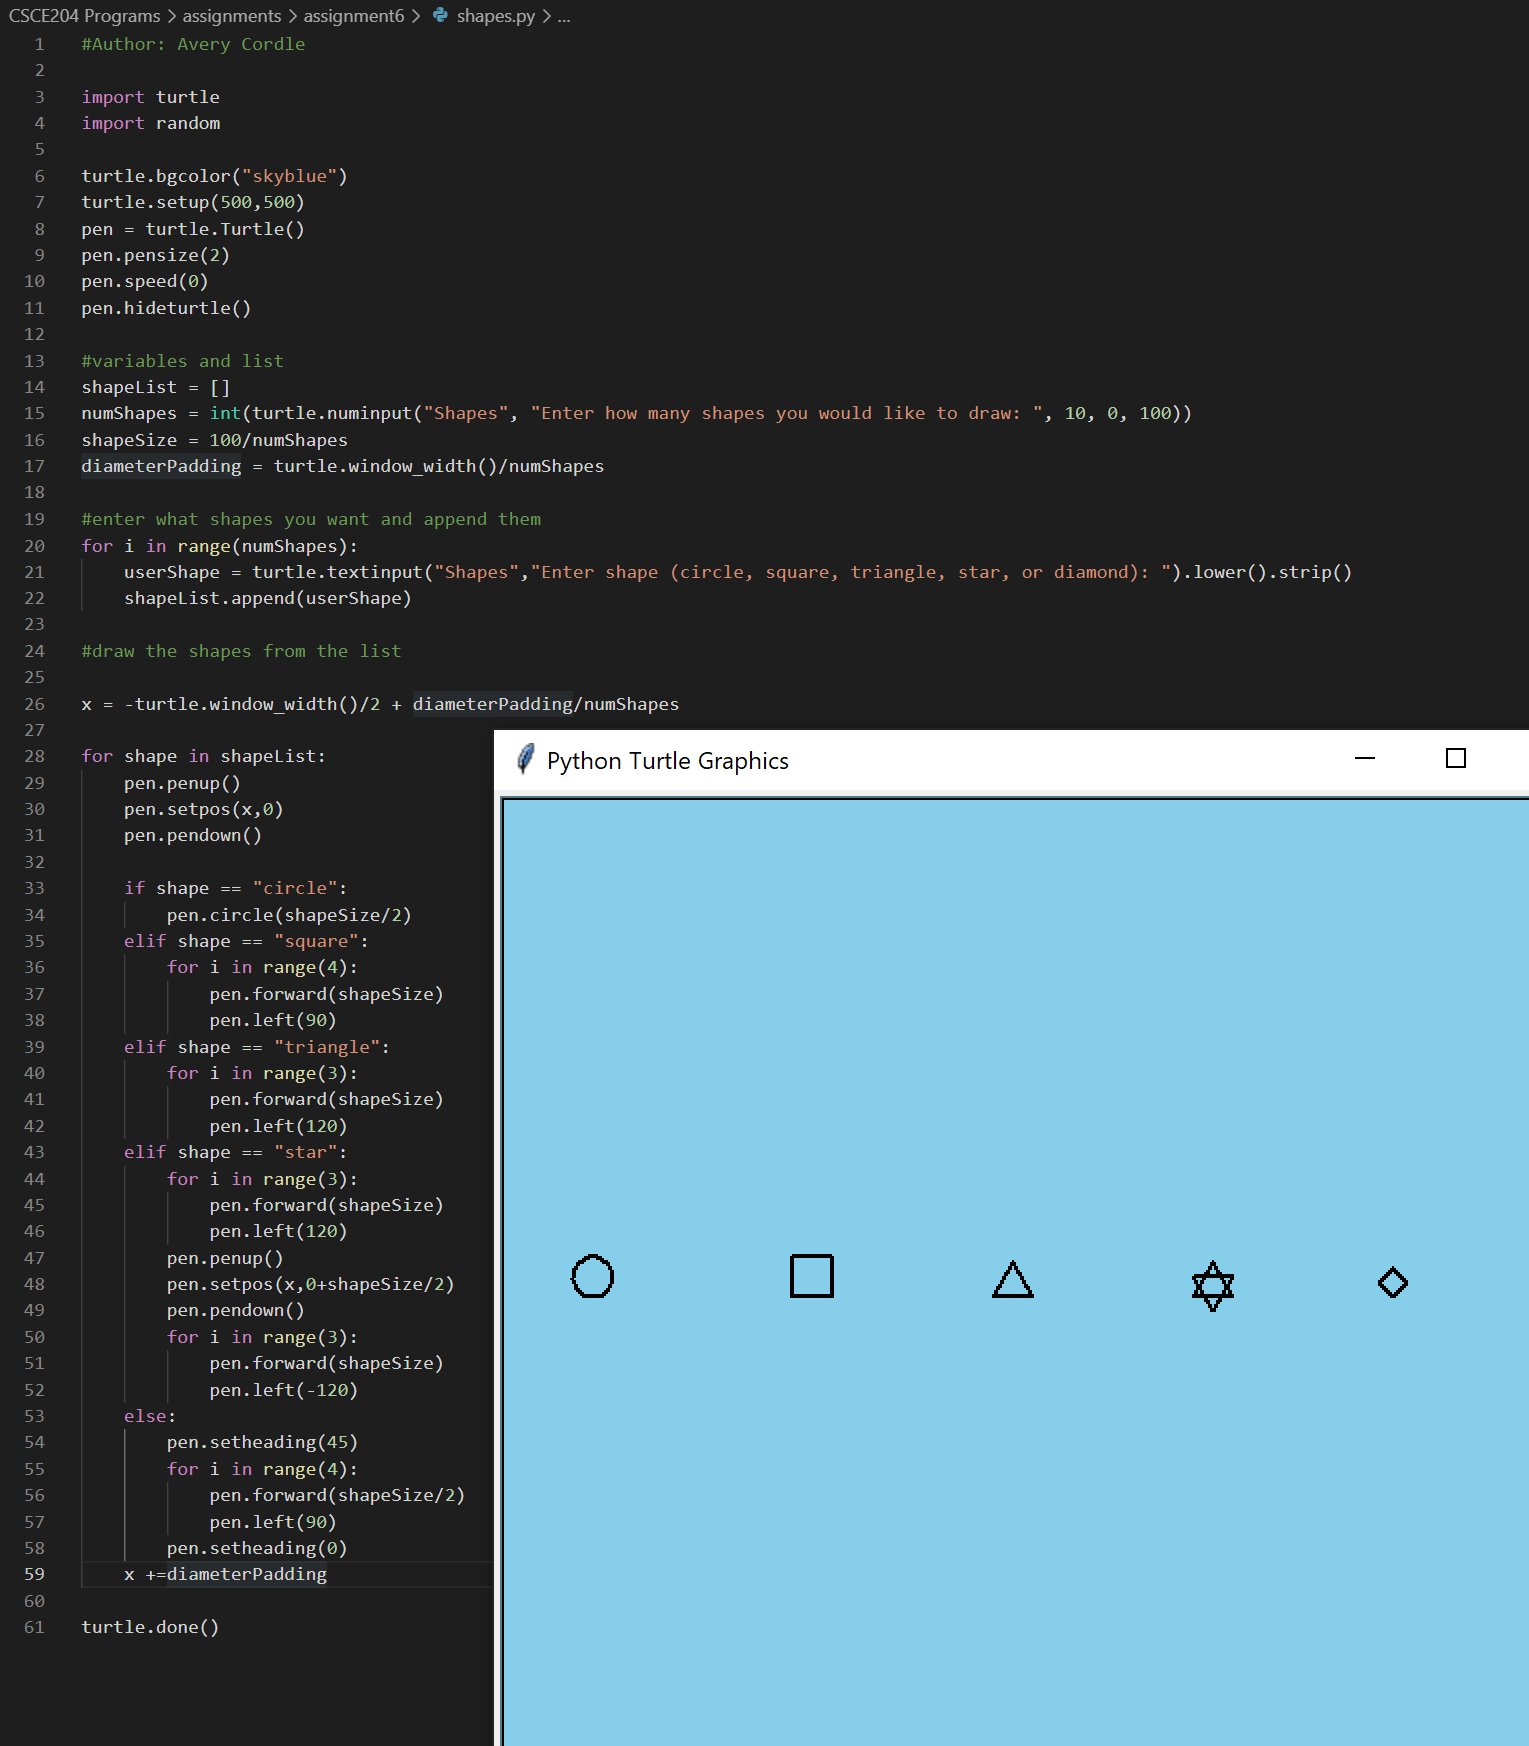 CSCE204 Programs > assignments > assignment6 > shapes.py > ...
1 #Author: Avery Cordle
2
3 import turtle
4 import random
5
6 turtle.bgcolor("skyblue")
7 turtle.setup(500,500)
8 pen = turtle.Turtle()
9 pen.pensize(2)
10 pen.speed(0)
11 pen.hideturtle()
12
13 #variables and list
14 shapeList = []
15 numShapes = int(turtle.numinput("Shapes", "Enter how many shapes you would like to draw: ", 10, 0, 100))
16 shapeSize = 100/numShapes
17 diameterPadding = turtle.window_width()/numShapes
18
19 #enter what shapes you want and append them
20 for i in range(numShapes):
21     userShape = turtle.textinput("Shapes","Enter shape (circle, square, triangle, star, or diamond): ").lower().strip()
22     shapeList.append(userShape)
23
24 #draw the shapes from the list
25
26 x = -turtle.window_width()/2 + diameterPadding/numShapes
27
28 for shape in shapeList:
29     pen.penup()
30     pen.setpos(x,0)
31     pen.pendown()
32
33     if shape == "circle":
34         pen.circle(shapeSize/2)
35     elif shape == "square":
36         for i in range(4):
37             pen.forward(shapeSize)
38             pen.left(90)
39     elif shape == "triangle":
40         for i in range(3):
41             pen.forward(shapeSize)
42             pen.left(120)
43     elif shape == "star":
44         for i in range(3):
45             pen.forward(shapeSize)
46             pen.left(120)
47         pen.penup()
48         pen.setpos(x,0+shapeSize/2)
49         pen.pendown()
50         for i in range(3):
51             pen.forward(shapeSize)
52             pen.left(-120)
53     else:
54         pen.setheading(45)
55         for i in range(4):
56             pen.forward(shapeSize/2)
57             pen.left(90)
58         pen.setheading(0)
59     x +=diameterPadding
60
61 turtle.done()
Python Turtle Graphics